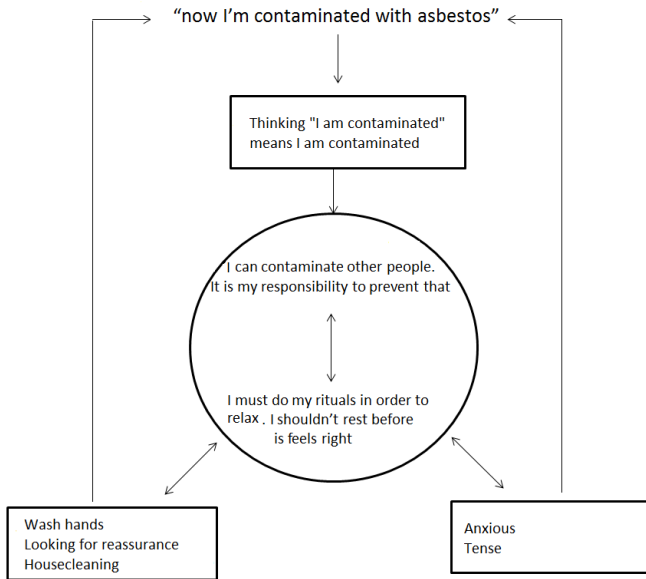 “now I’m contaminated with asbestos”
Thinking "I am contaminated"
means I am contaminated
I can contaminate other people.
It is my responsibility to prevent that
I must do my rituals in order to
relax . I shouldn’t rest before
is feels right
Wash hands
Looking for reassurance
Housecleaning
Anxious
Tense